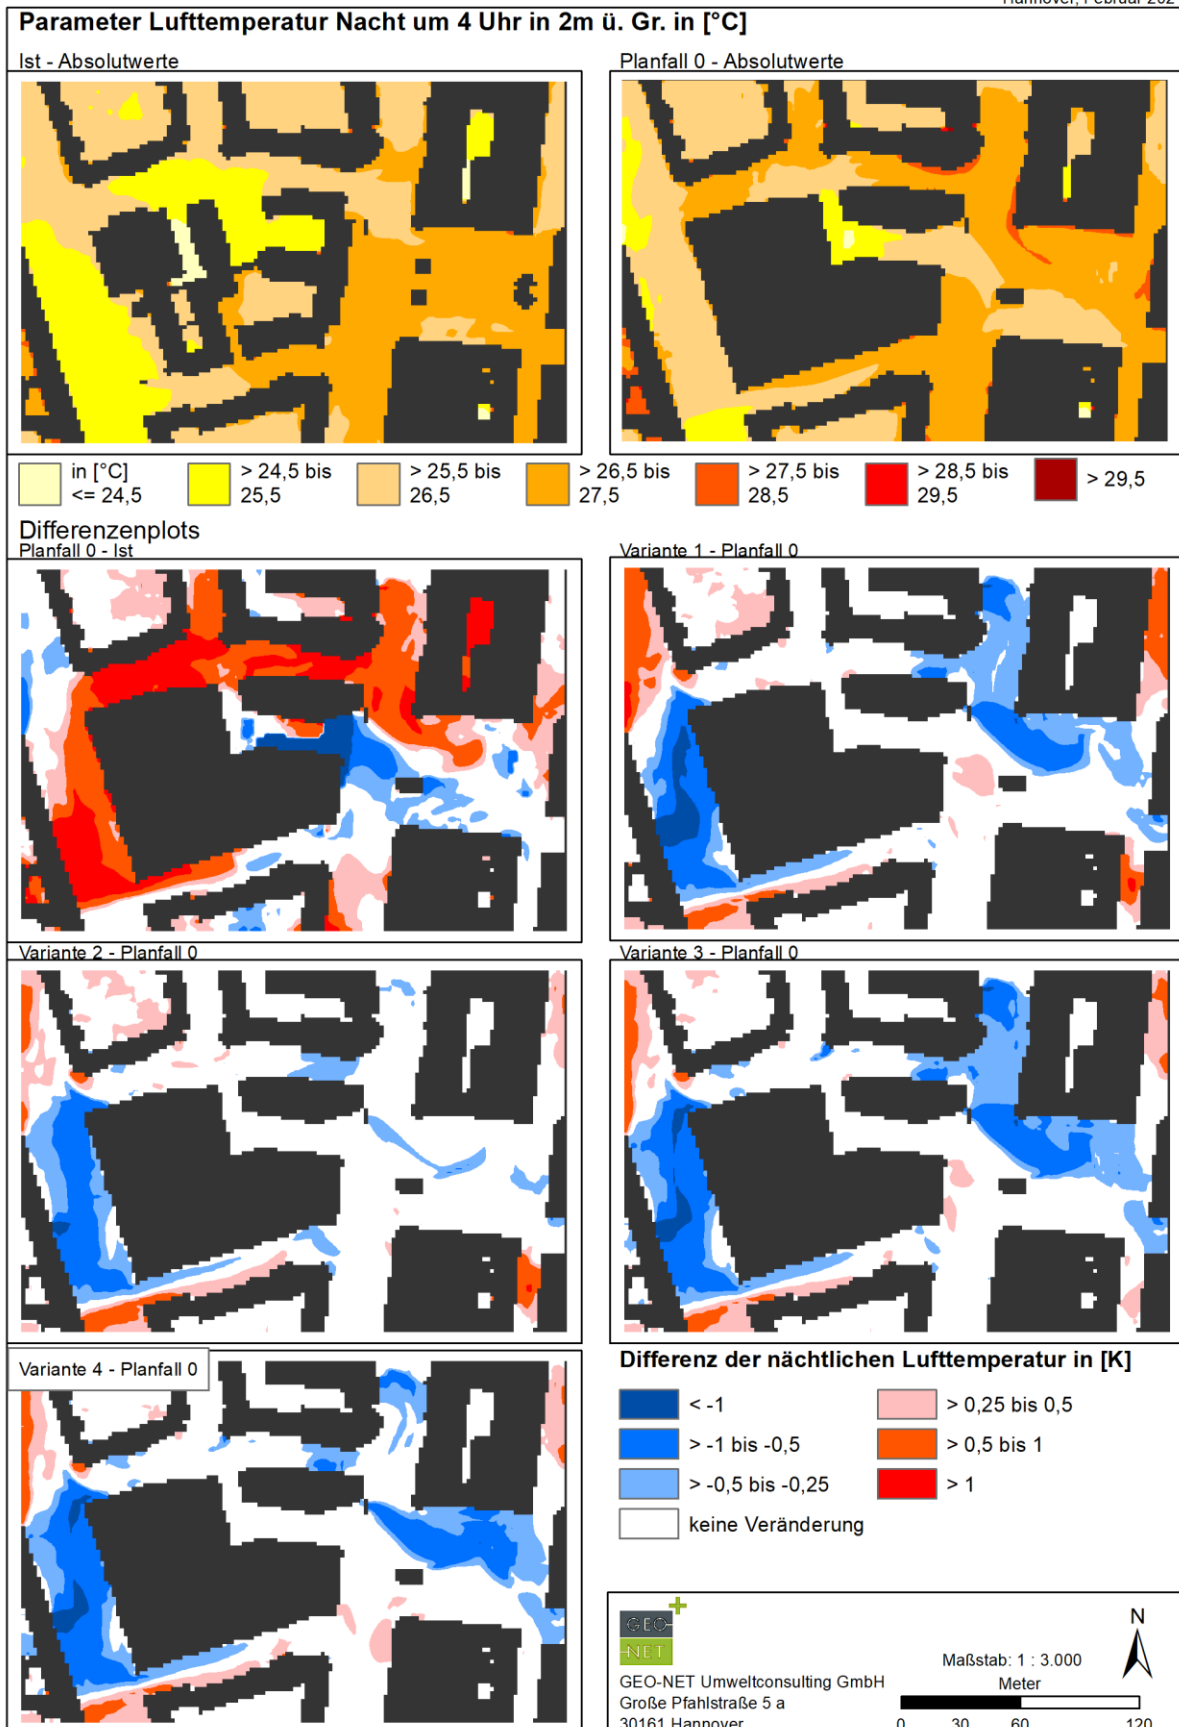 Parameter Lufttemperatur Nacht um 4 Uhr in 2m ü. Gr. in [°C]
Ist - Absolutwerte
Planfall 0 - Absolutwerte
in [°C]
<= 24,5
> 24,5 bis
25,5
> 25,5 bis
26,5
> 26,5 bis
27,5
> 27,5 bis
28,5
> 28,5 bis
29,5
> 29,5
Differenzenplots
Planfall 0 - Ist
Variante 1 - Planfall 0
Variante 2 - Planfall 0
Variante 3 - Planfall 0
Variante 4 - Planfall 0
Differenz der nächtlichen Lufttemperatur in [K]
< -1
> -1 bis -0,5
> -0,5 bis -0,25
keine Veränderung
> 0,25 bis 0,5
> 0,5 bis 1
> 1
GEO-
NET
GEO-NET Umweltconsulting GmbH
Große Pfahlstraße 5 a
30161 Hannover
N
Maßstab: 1 : 3.000
Meter
0 30 60 120